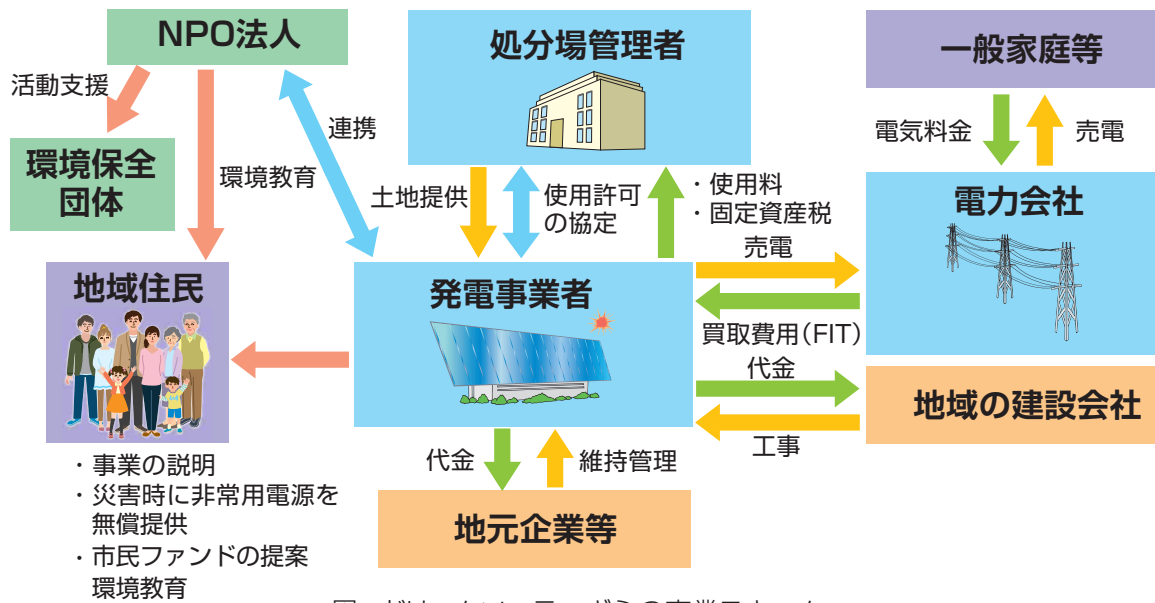 NPO法人
処分場管理者
一般家庭等
活動支援
連携
電気料金
売電
環境保全
団体
環境教育
土地提供
使用許可
の協定
・使用料
・固定資産税
電力会社
売電
地域住民
発電事業者
買取費用(FIT)
代金
地域の建設会社
工事
・事業の説明
・災害時に非常用電源を
無償提供
・市民ファンドの提案
環境教育
代金
維持管理
地元企業等